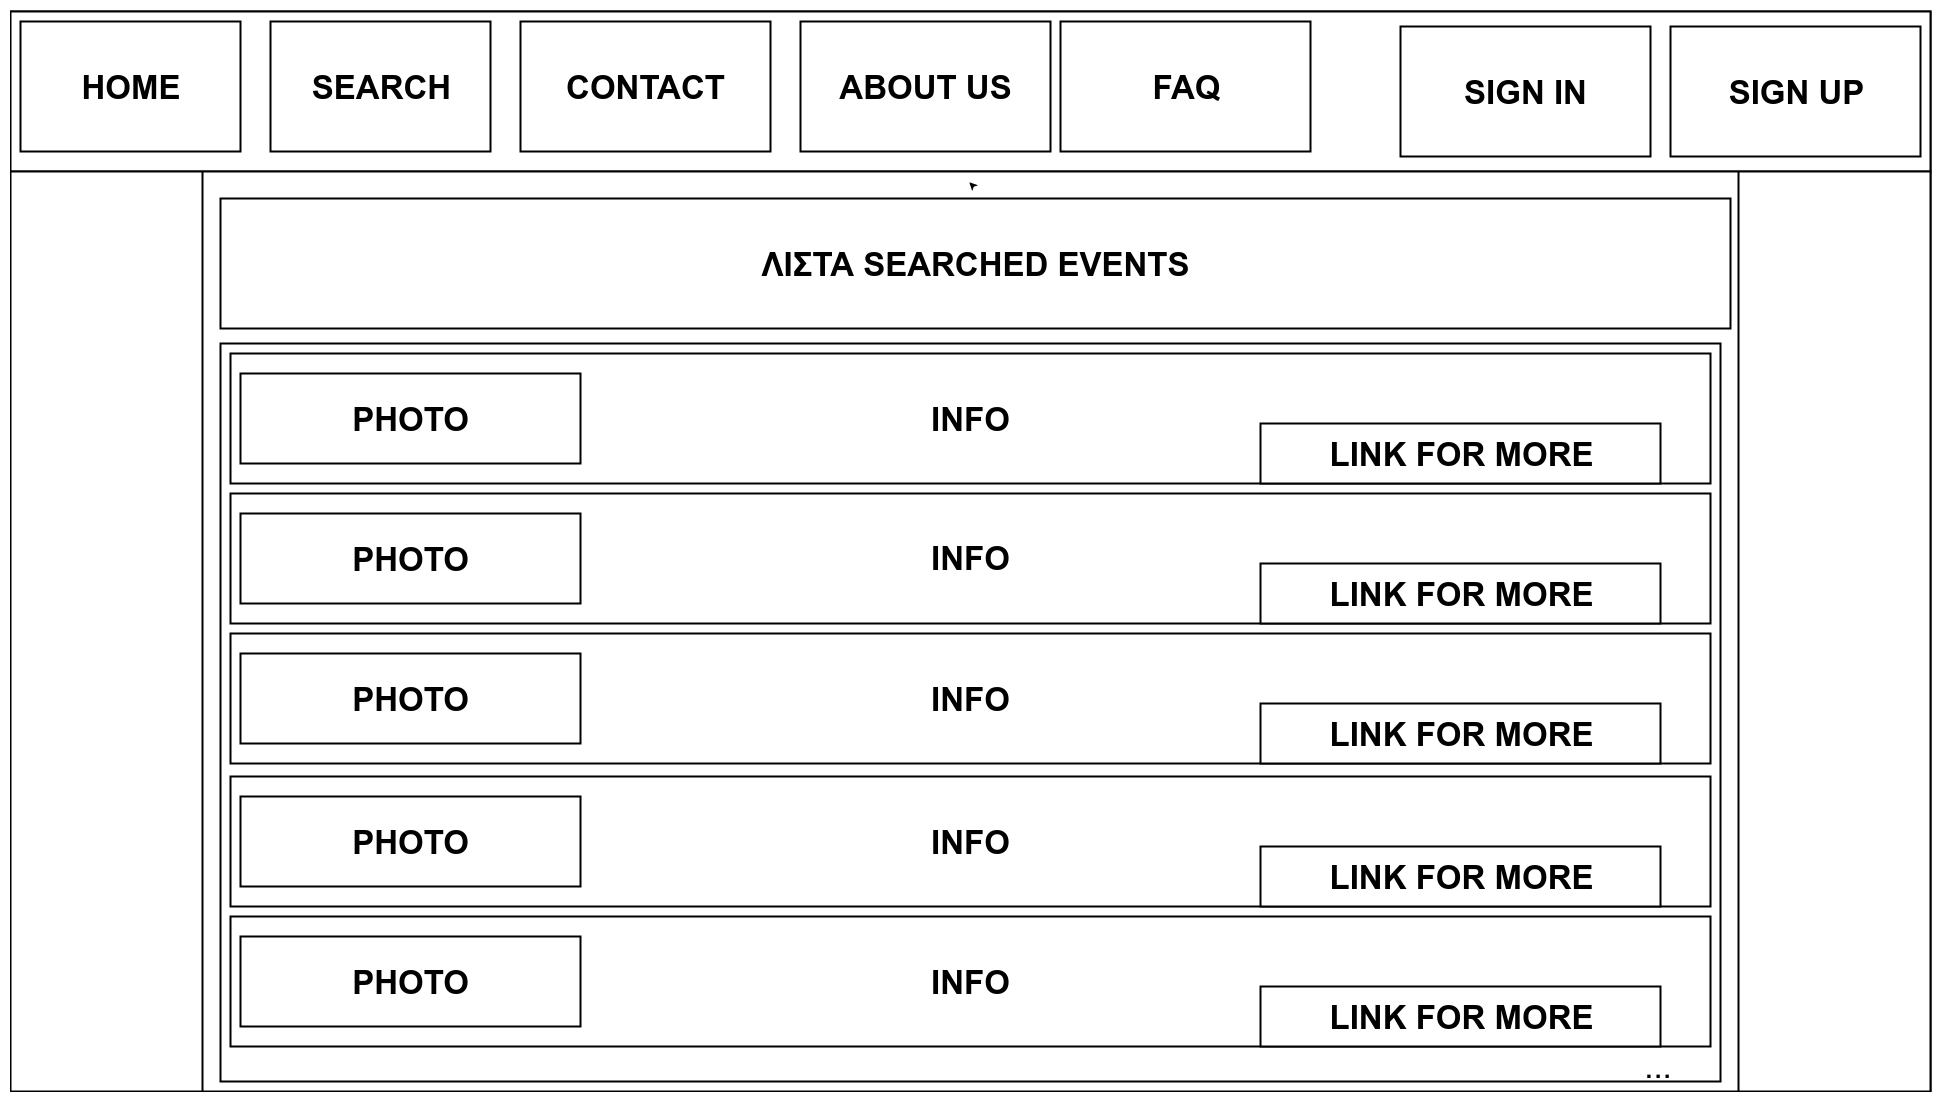 HOME
SEARCH
CONTACT
ABOUT US
FAQ
SIGN IN
SIGN UP
ΛΙΣΤΑ SEARCHED EVENTS
PHOTO
INFO
LINK FOR MORE
PHOTO
INFO
LINK FOR MORE
PHOTO
INFO
LINK FOR MORE
PHOTO
INFO
LINK FOR MORE
PHOTO
INFO
LINK FOR MORE
...